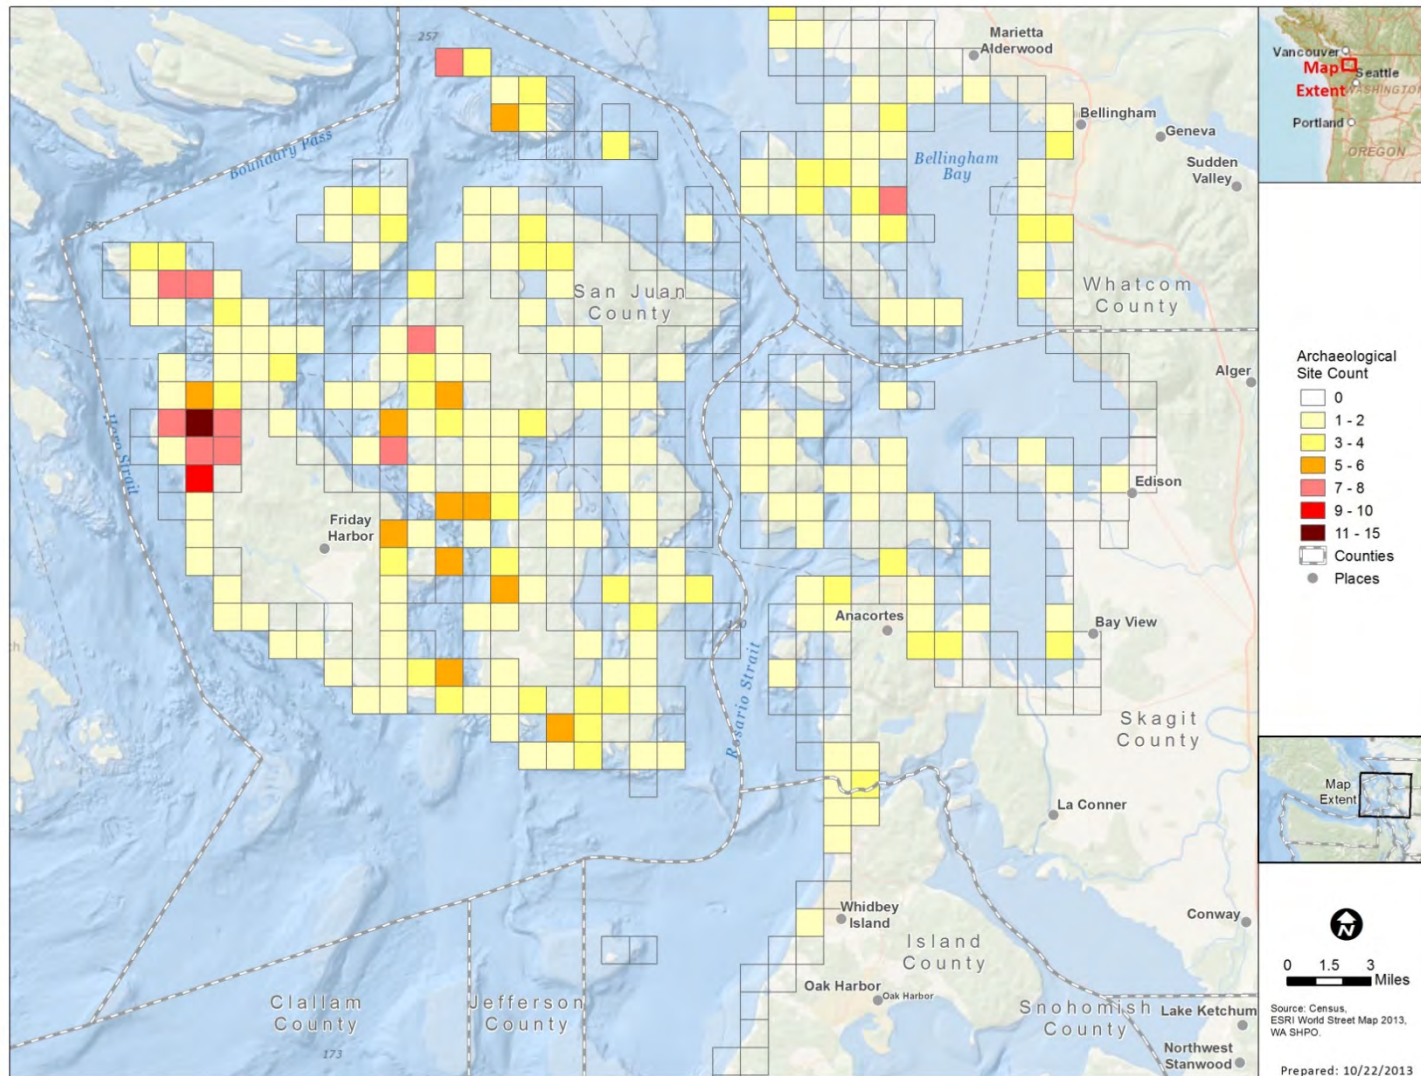 257
Marietta
Alderwood
Bellingham
Geneva
Sudden
Valley
Boundary Pass
Bellingham
Bay
San Juan
County
Whatcom
County
Alger
Haro Strait
Edison
Friday
Harbor
Anacortes
Bay View
Rosario Strait
Skagit
County
La Conner
Whidbey
Island
Conway
Island
County
Oak Harbor
Oak Harbor
Clallam
County
Jefferson
County
Snohomish
County
Lake Ketchum
Northwest
Stanwood
173
Vancouver
Map
Extent
Seattle
WASHINGTON
Portland
OREGON
Archaeological
Site Count
0
1 - 2
3 - 4
5 - 6
7 - 8
9 - 10
11 - 15
Counties
Places
Map
Extent
N
0 1.5 3
Miles
Source: Census,
ESRI World Street Map 2013,
WA SHPO.
Prepared: 10/22/2013